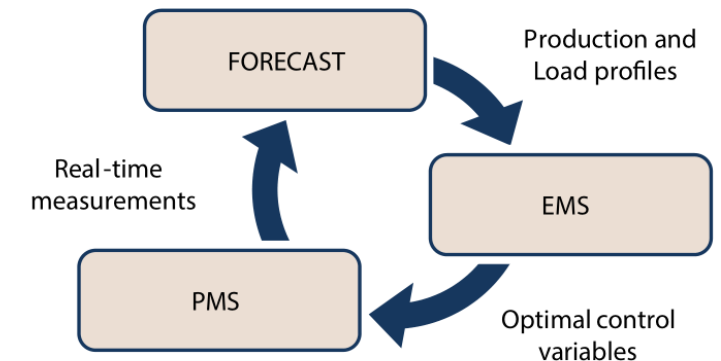 FORECAST
Production and
Load profiles
Real-time
measurements
EMS
PMS
Optimal control
variables